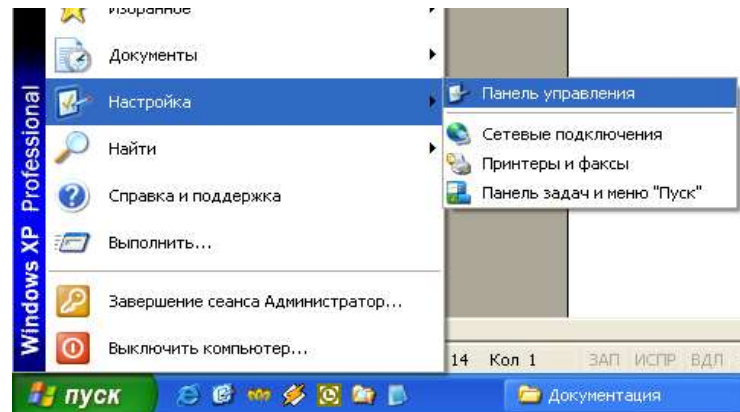 Избранное
Документы
Настройка
Найти
Справка и поддержка
Выполнить...
Завершение сеанса Администратор...
Выключить компьютер...
Windows XP Professional
Панель управления
Сетевые подключения
Принтеры и факсы
Панель задач и меню "Пуск"
14 Кол 1 ЗАП ИСПР ВДЛ
пуск
Документация